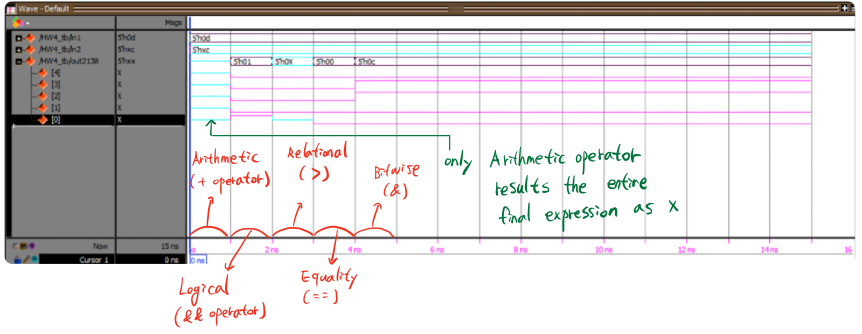 Wave - Default
Msgs
/HW4_tb/in1 5'h0d 5'h0d
/HW4_tb/in2 5'hxc 5'hxc
/HW4_tb/out2138 5'hxx 5'h01 5'h0X 5'h00 5'h0c
[4] X
[3] X
[2] X
[1] X
[0] X
Arithmetic
(+ operator)
Relational
(>)
Bitwise
(&)
only Arithmetic operator
results the entire
final expression as X
Now 15 ns ns 2 ns 4 ns 6 ns 8 ns 10 ns 12 ns 14 ns 16
Cursor 1 0 ns 0 ns
Logical
(&& operator)
Equality
(==)